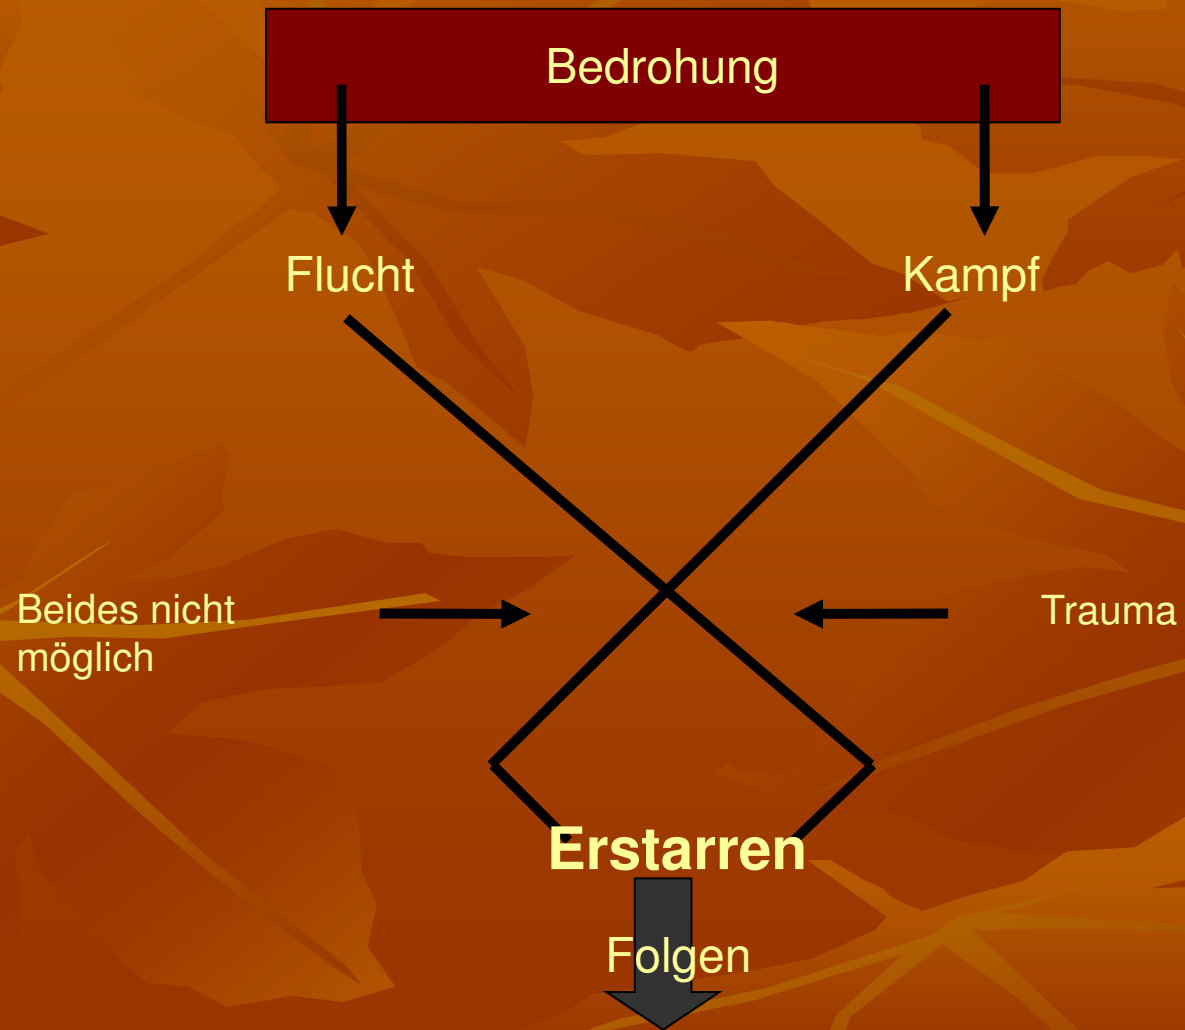 Bedrohung
Flucht
Kampf
Beides nicht
möglich
Trauma
Erstarren
Folgen